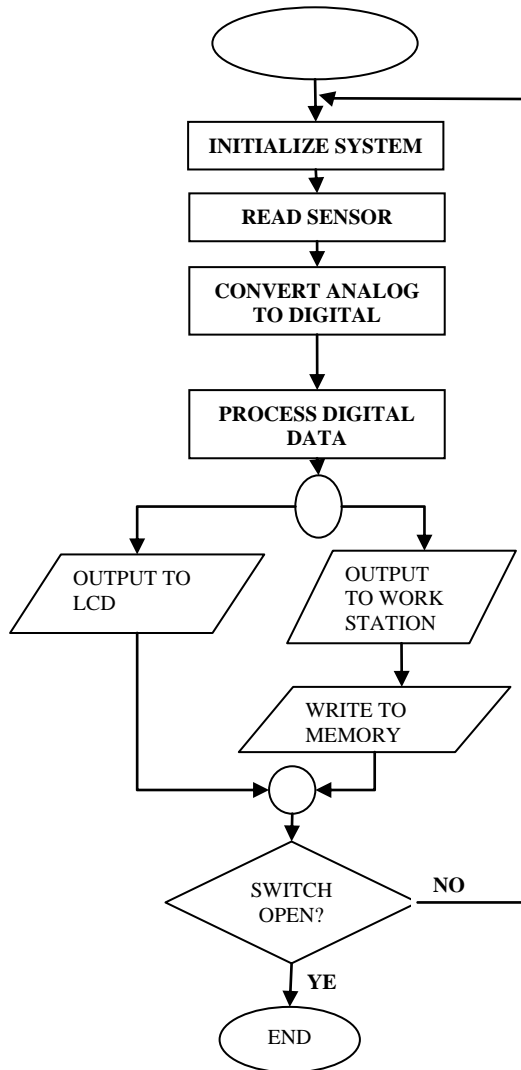 INITIALIZE SYSTEM
READ SENSOR
CONVERT ANALOG
TO DIGITAL
PROCESS DIGITAL
DATA
OUTPUT TO
LCD
OUTPUT
TO WORK
STATION
WRITE TO
MEMORY
SWITCH
OPEN?
NO
YE
END